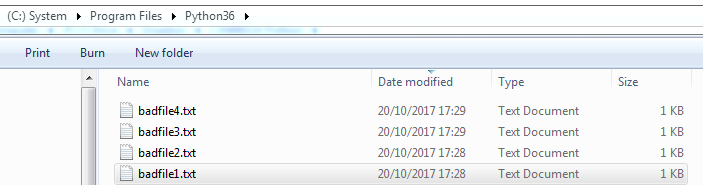 (C:) System ▸ Program Files ▸ Python36 ▸
Print Burn New folder
Name Date modified Type Size
badfile4.txt 20/10/2017 17:29 Text Document 1 KB
badfile3.txt 20/10/2017 17:29 Text Document 1 KB
badfile2.txt 20/10/2017 17:28 Text Document 1 KB
badfile1.txt 20/10/2017 17:28 Text Document 1 KB